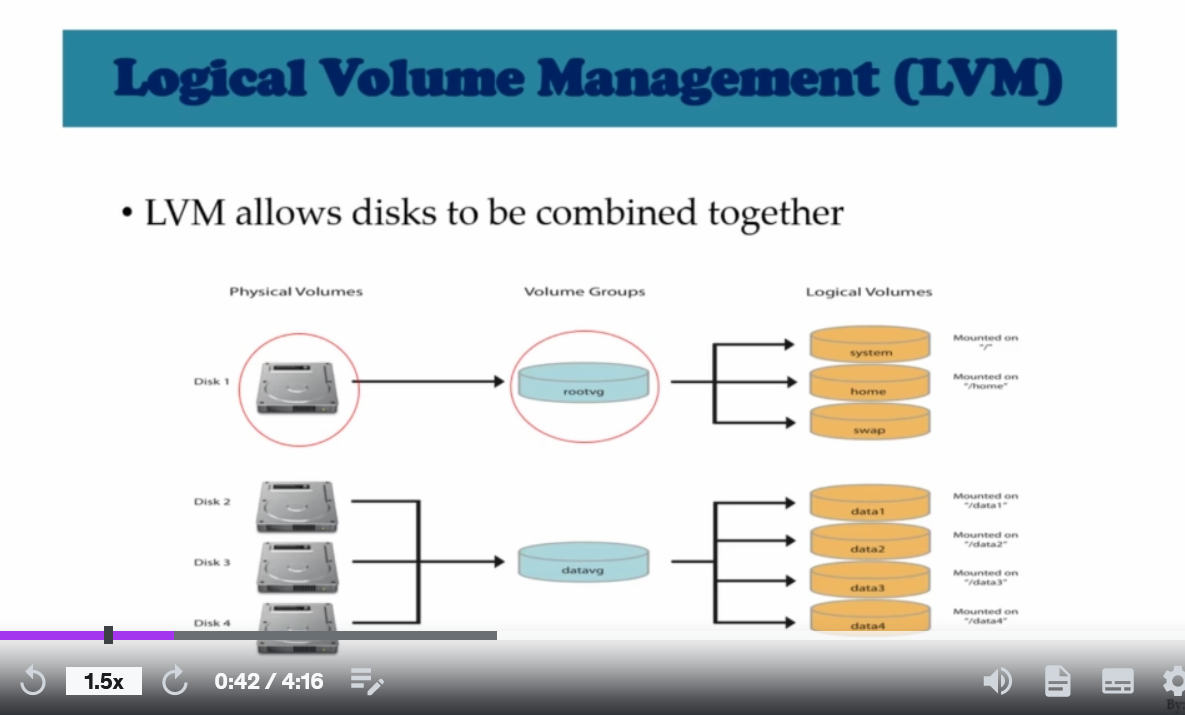 Logical Volume Management (LVM)
• LVM allows disks to be combined together
Physical Volumes
Volume Groups
Logical Volumes
Disk 1
rootvg
system
Mounted on
"/"
home
Mounted on
"/home"
swap
Disk 2
Disk 3
Disk 4
datavg
data1
Mounted on
"/data1"
data2
Mounted on
"/data2"
data3
Mounted on
"/data3"
data4
Mounted on
"/data4"
1.5x
0:42 / 4:16
By: